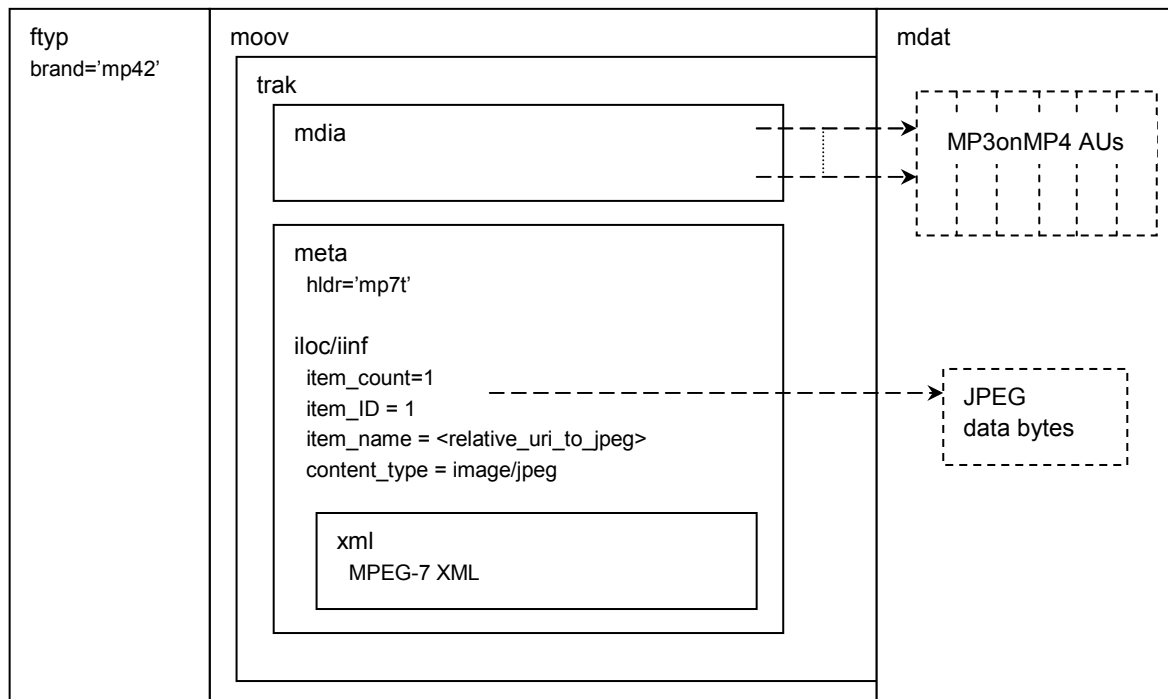 ftyp
brand=’mp42’
moov
trak
mdia
meta
hldr=’mp7t’
iloc/iinf
item_count=1
item_ID = 1
item_name = <relative_uri_to_jpeg>
content_type = image/jpeg
xml
MPEG-7 XML
mdat
MP3onMP4 AUs
JPEG
data bytes